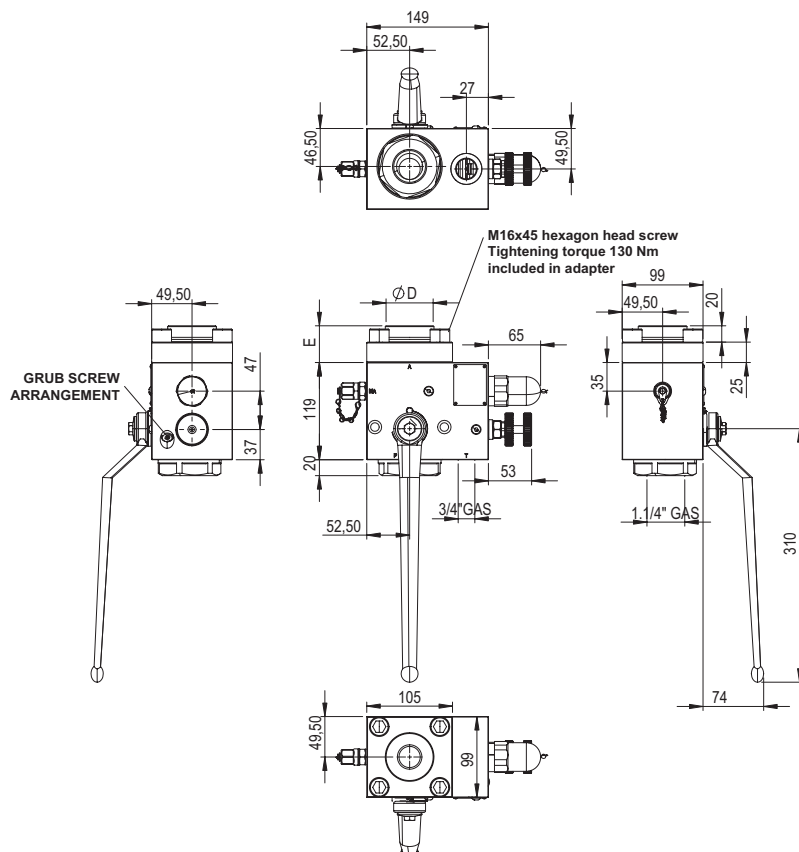 149
52,50
27
46,50
49,50
M16x45 hexagon head screw
Tightening torque 130 Nm
included in adapter
49,50
GRUB SCREW
ARRANGEMENT
47
37
ØD
E
119
20
52,50
A
MA
P
T
65
53
3/4"GAS
99
49,50
20
35
25
1.1/4" GAS
310
74
105
49,50
99